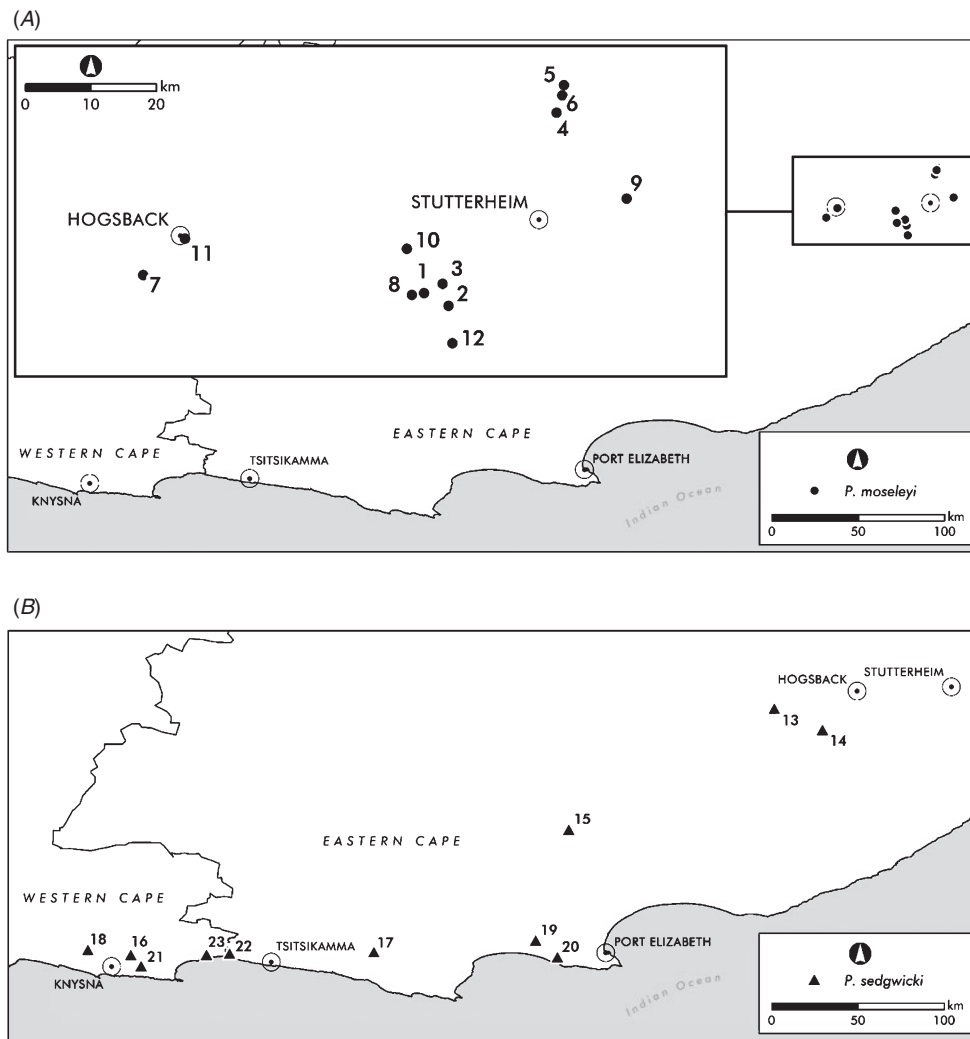 (A)
km
0 10 20
5
6
4
9
STUTTERHEIM
HOGSBACK
11
10
7
3
1
8
2
12
EASTERN CAPE
WESTERN CAPE
TSITSIKAMMA
PORT ELIZABETH
KNYSNA
Indian Ocean
P. moseleyi
km
0 50 100
(B)
STUTTERHEIM
HOGSBACK
13
14
15
EASTERN CAPE
WESTERN CAPE
18
16
23
22
TSITSIKAMMA
17
19
PORT ELIZABETH
21
20
KNYSNA
Indian Ocean
P. sedgwicki
km
0 50 100